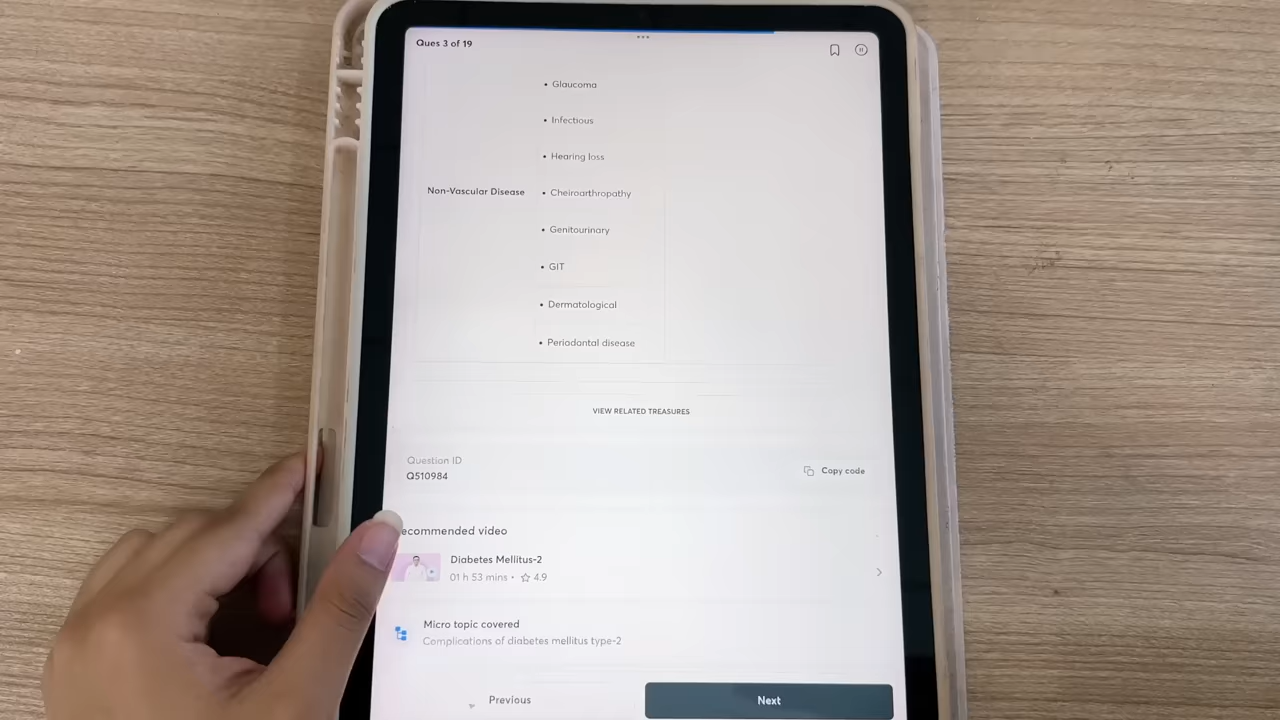 Ques 3 of 19
• Glaucoma
• Infectious
• Hearing loss
Non-Vascular Disease • Cheiroarthropathy
• Genitourinary
• GIT
• Dermatological
• Periodantal disease
VIEW RELATED TREASURES
Question ID
Q510984
Copy code
ecommended video
Diabetes Mellitus-2
01 h 53 mins • 4.9
Micro topic covered
Complications of diabetes mellitus type-2
Previous
Next